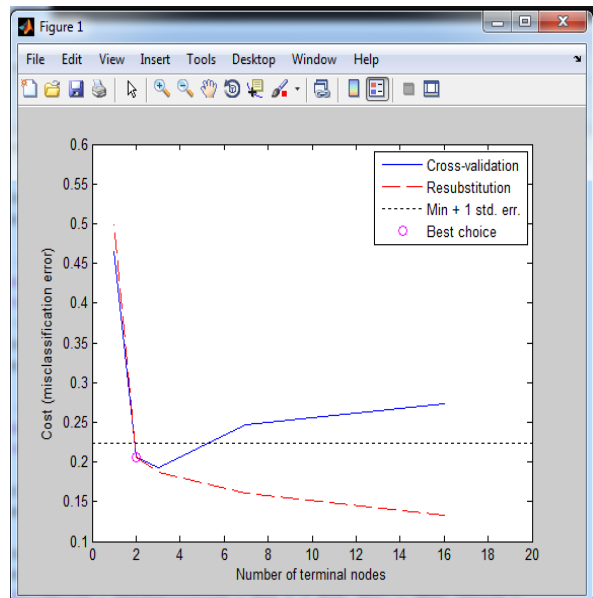 Figure 1
File Edit View Insert Tools Desktop Window Help
0.6
0.55
0.5
0.45
0.4
0.35
0.3
0.25
0.2
0.15
0.1
Cost (misclassification error)
Cross-validation
Resubstitution
Min + 1 std. err.
Best choice
0 2 4 6 8 10 12 14 16 18 20
Number of terminal nodes